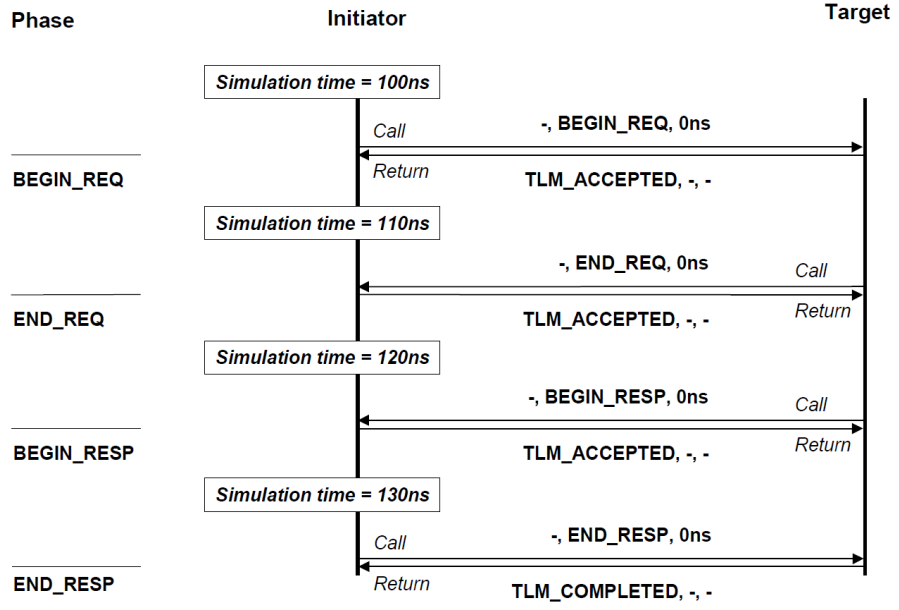 Phase
Initiator
Target
Simulation time = 100ns
-, BEGIN_REQ, 0ns
Call
Return
TLM_ACCEPTED, -, -
BEGIN_REQ
Simulation time = 110ns
-, END_REQ, 0ns
Call
Return
TLM_ACCEPTED, -, -
END_REQ
Simulation time = 120ns
-, BEGIN_RESP, 0ns
Call
Return
TLM_ACCEPTED, -, -
BEGIN_RESP
Simulation time = 130ns
-, END_RESP, 0ns
Call
Return
TLM_COMPLETED, -, -
END_RESP